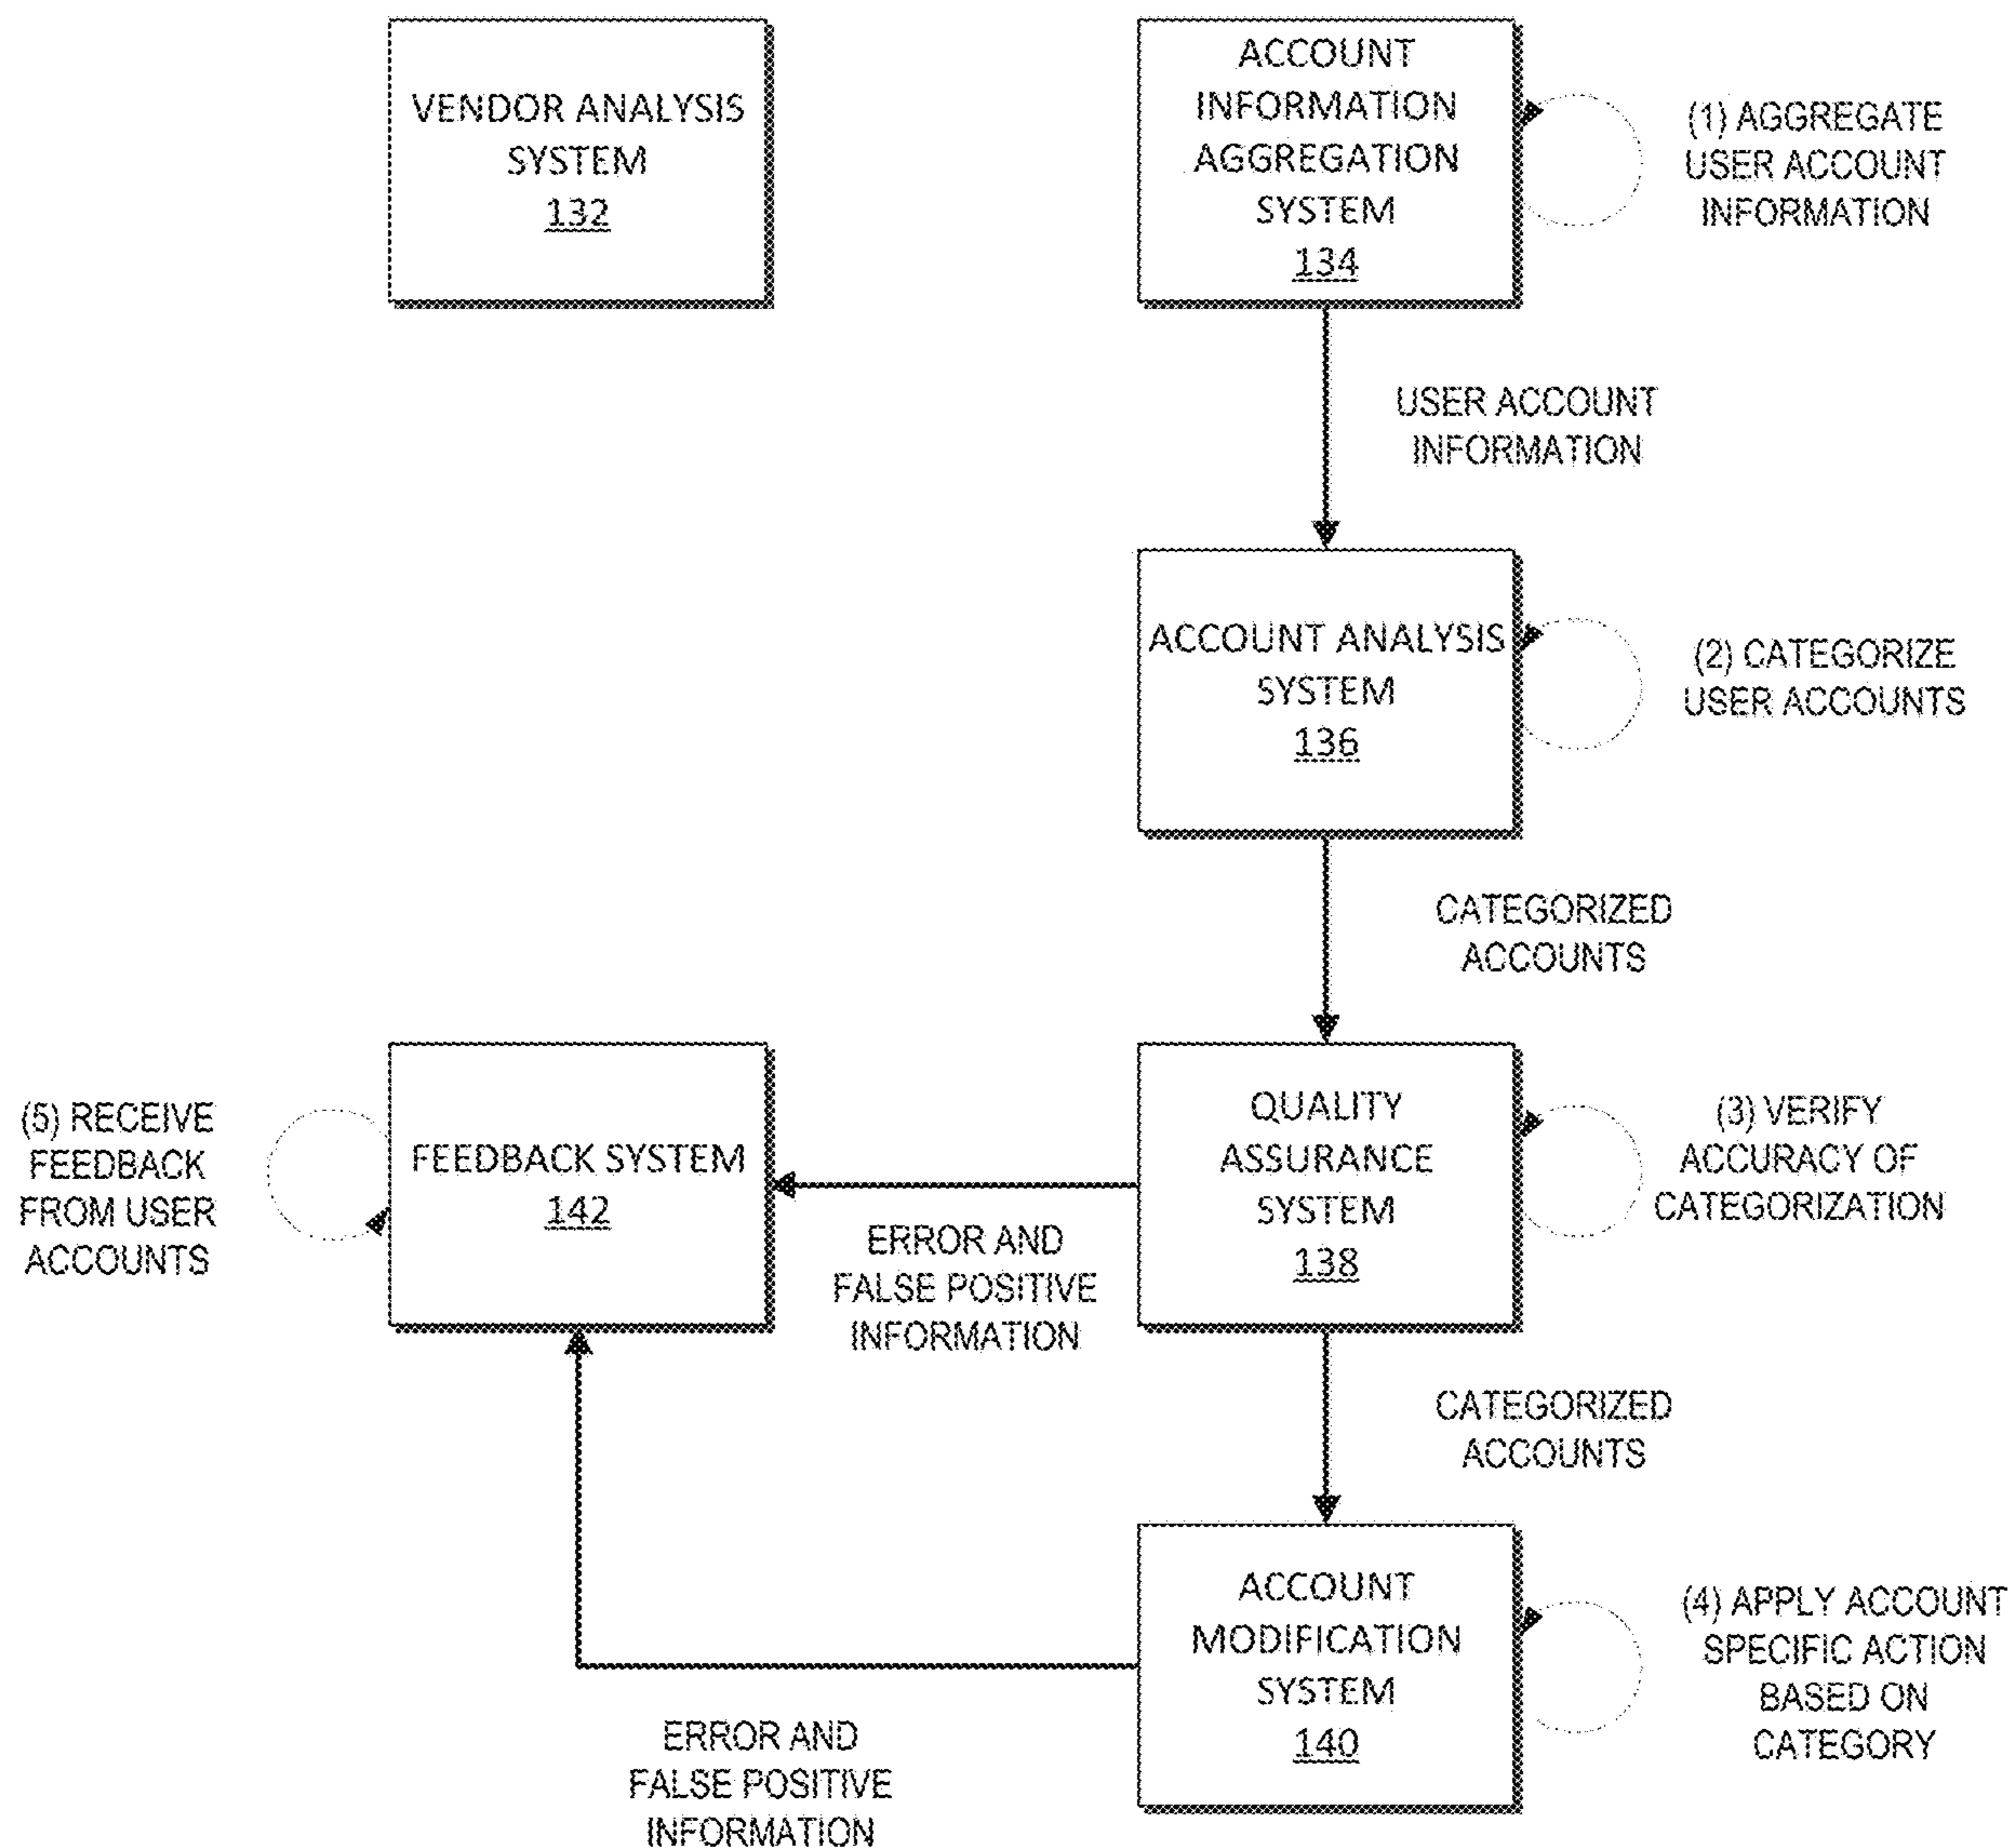 VENDOR ANALYSIS
SYSTEM
132
ACCOUNT
INFORMATION
AGGREGATION
SYSTEM
134
(1) AGGREGATE
USER ACCOUNT
INFORMATION
USER ACCOUNT
INFORMATION
ACCOUNT ANALYSIS
SYSTEM
136
(2) CATEGORIZE
USER ACCOUNTS
CATEGORIZED
ACCOUNTS
(5) RECEIVE
FEEDBACK
FROM USER
ACCOUNTS
FEEDBACK SYSTEM
142
ERROR AND
FALSE POSITIVE
INFORMATION
QUALITY
ASSURANCE
SYSTEM
138
(3) VERIFY
ACCURACY OF
CATEGORIZATION
CATEGORIZED
ACCOUNTS
ERROR AND
FALSE POSITIVE
INFORMATION
ACCOUNT
MODIFICATION
SYSTEM
140
(4) APPLY ACCOUNT
SPECIFIC ACTION
BASED ON
CATEGORY